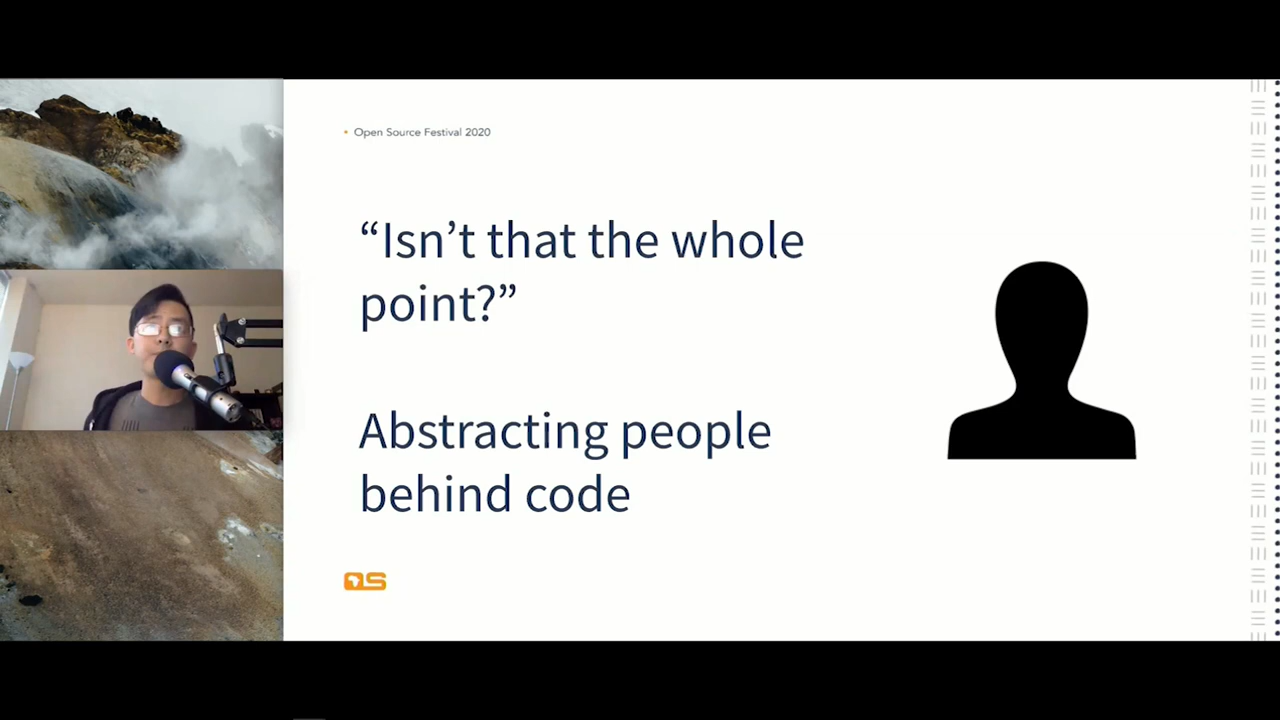 Open Source Festival 2020
“Isn’t that the whole
point?”
Abstracting people
behind code
OS